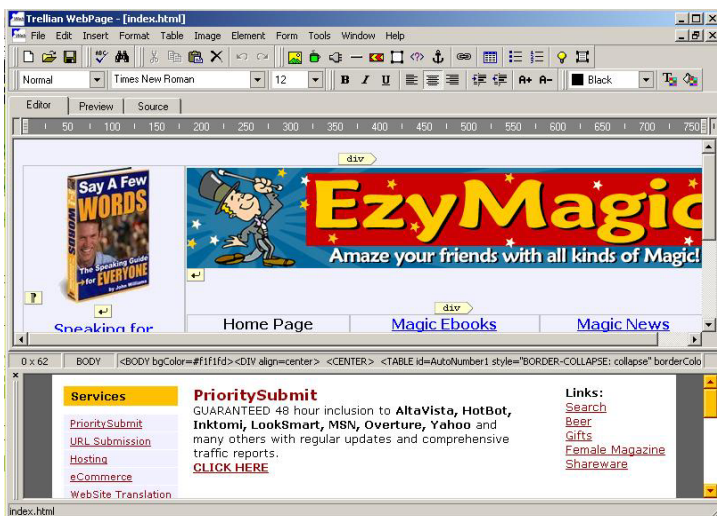 Trellian WebPage - [index.html]
File Edit Insert Format Table Image Element Form Tools Window Help
Normal Times New Roman 12 B I U A+ A- Black
Editor Preview Source
50 100 150 200 250 300 350 400 450 500 550 600 650 700 750
div
Say A Few
WORDS
WORDS
The Speaking Guide
for EVERYONE
by John Williams
EzyMagic
Amaze your friends with all kinds of Magic!
div
Speaking for
Home Page Magic Ebooks Magic News
0 x 62 BODY <BODY bgColor=#f1f1fd><DIV align=center> <CENTER> <TABLE id=AutoNumber1 style="BORDER-COLLAPSE: collapse" borderColo
Services
PrioritySubmit
URL Submission
Hosting
eCommerce
WebSite Translation
PrioritySubmit
GUARANTEED 48 hour inclusion to AltaVista, HotBot,
Inktomi, LookSmart, MSN, Overture, Yahoo and
many others with regular updates and comprehensive
traffic reports.
CLICK HERE
Links:
Search
Beer
Gifts
Female Magazine
Shareware
index.html